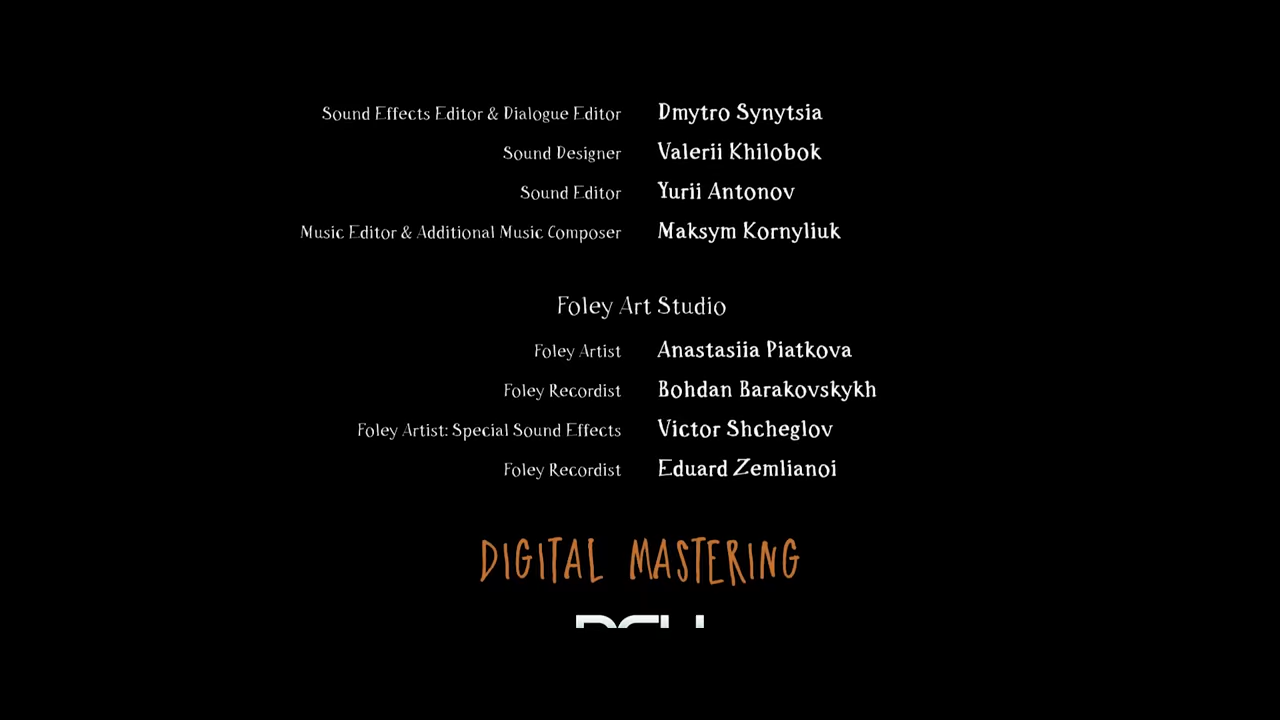 Sound Effects Editor & Dialogue Editor Dmytro Synytsia
Sound Designer Valerii Khilobok
Sound Editor Yurii Antonov
Music Editor & Additional Music Composer Maksym Kornyliuk
Foley Art Studio
Foley Artist Anastasiia Piatkova
Foley Recordist Bohdan Barakovskykh
Foley Artist: Special Sound Effects Victor Shcheglov
Foley Recordist Eduard Zemlianoi
DIGITAL MASTERING